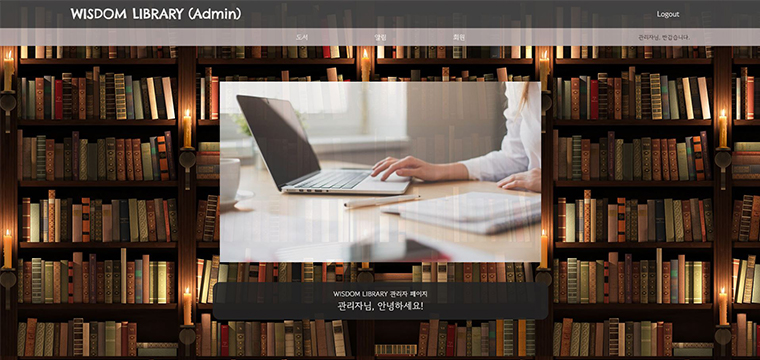 WISDOM LIBRARY (Admin)
Logout
도서
열람
회원
관리자님, 반갑습니다.
WISDOM LIBRARY 관리자 페이지
관리자님, 안녕하세요!